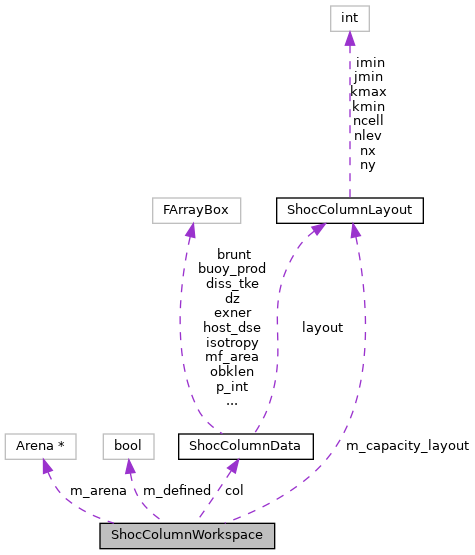 int
imin
jmin
kmax
kmin
ncell
nlev
nx
ny
FArrayBox
ShocColumnLayout
brunt
buoy_prod
diss_tke
dz
exner
host_dse
isotropy
mf_area
obklen
p_int
...
layout
Arena *
bool
ShocColumnData
m_capacity_layout
m_arena
m_defined
col
ShocColumnWorkspace